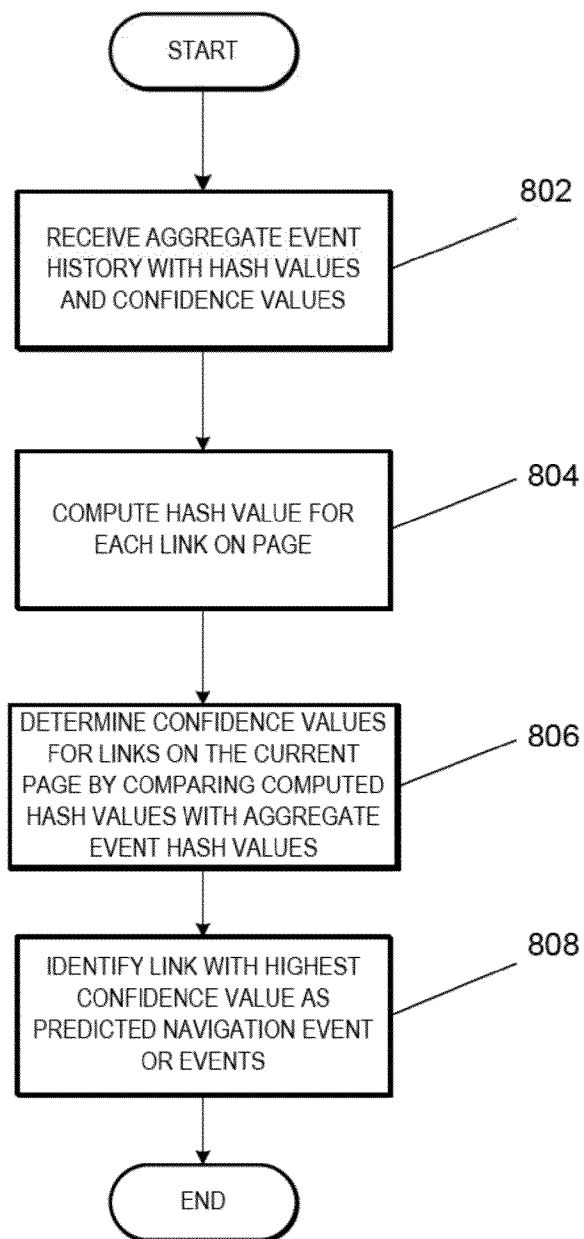 START
802
RECEIVE AGGREGATE EVENT
HISTORY WITH HASH VALUES
AND CONFIDENCE VALUES
804
COMPUTE HASH VALUE FOR
EACH LINK ON PAGE
806
DETERMINE CONFIDENCE VALUES
FOR LINKS ON THE CURRENT
PAGE BY COMPARING COMPUTED
HASH VALUES WITH AGGREGATE
EVENT HASH VALUES
808
IDENTIFY LINK WITH HIGHEST
CONFIDENCE VALUE AS
PREDICTED NAVIGATION EVENT
OR EVENTS
END